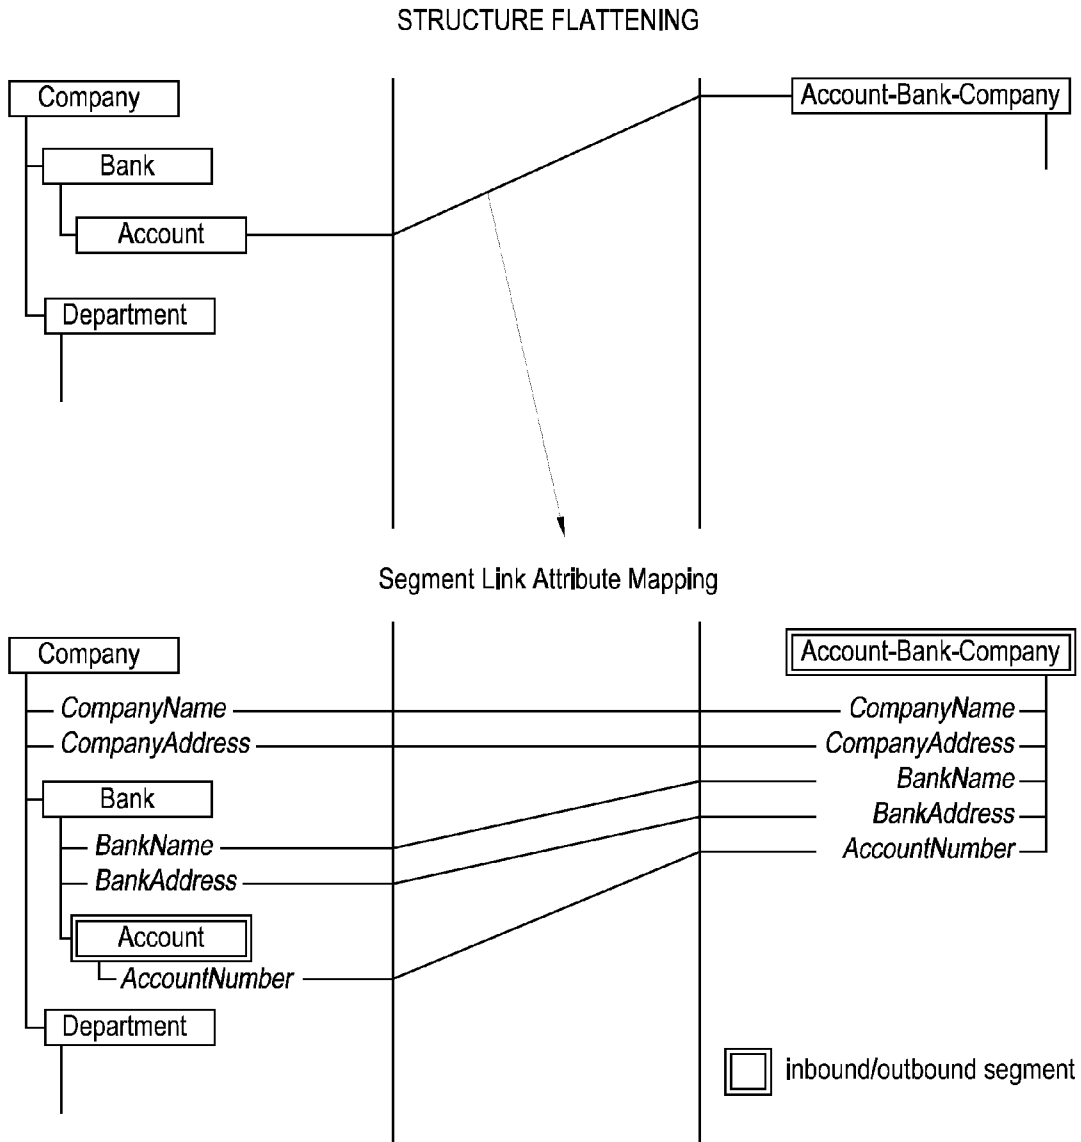 STRUCTURE FLATTENING
Company
Account-Bank-Company
Bank
Account
Department
Segment Link Attribute Mapping
Company
Account-Bank-Company
CompanyName
CompanyName
CompanyAddress
CompanyAddress
Bank
BankName
BankName
BankAddress
BankAddress
AccountNumber
Account
AccountNumber
Department
inbound/outbound segment